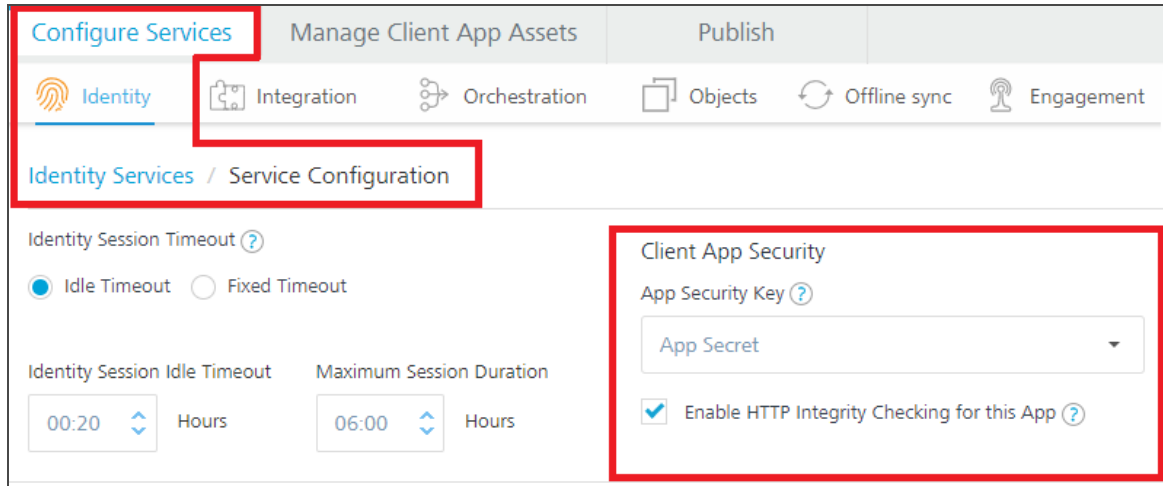 Configure Services Manage Client App Assets Publish
Identity Integration Orchestration Objects Offline sync Engagement
Identity Services / Service Configuration
Identity Session Timeout ?
Idle Timeout Fixed Timeout
Identity Session Idle Timeout Maximum Session Duration
00:20 Hours 06:00 Hours
Client App Security
App Security Key ?
App Secret
Enable HTTP Integrity Checking for this App ?